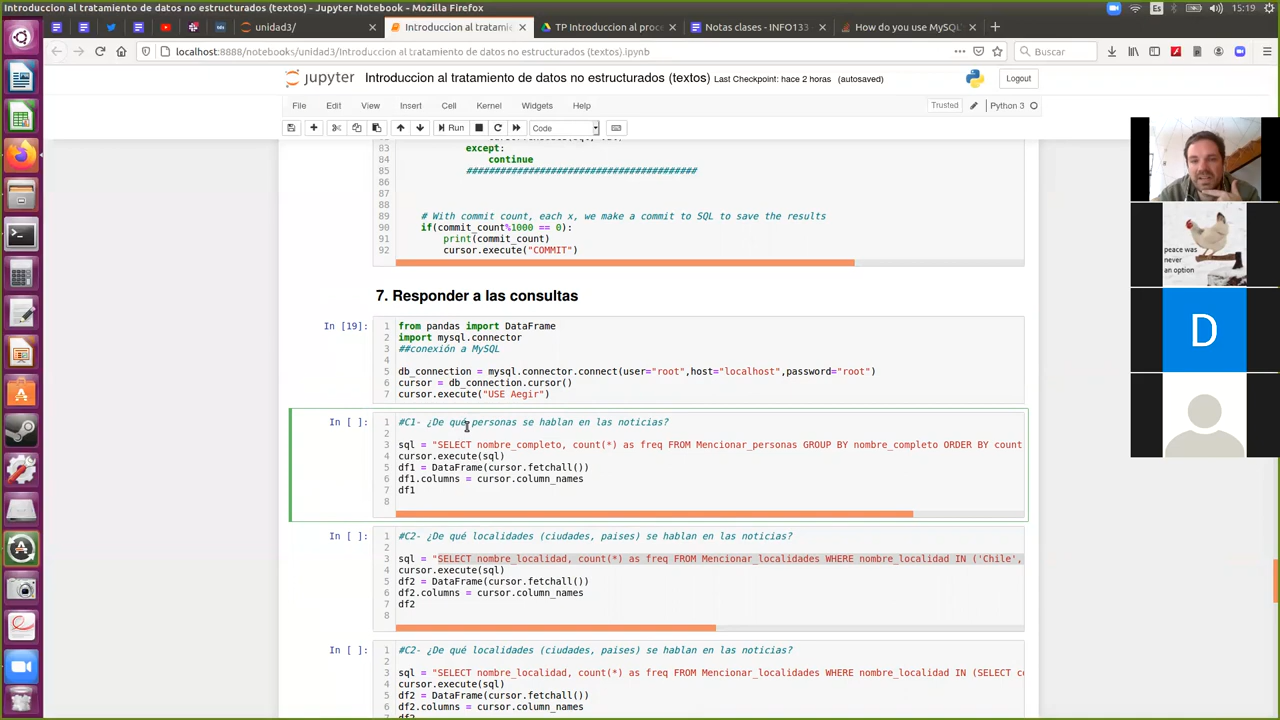 Introduccion al tratamiento de datos no estructurados (textos) - Jupyter Notebook - Mozilla Firefox
Es
15:19
unidad3/
Introduccion al tratamie
TP Introducción al proce
Notas clases - INFO133
How do you use MySQL
localhost:8888/notebooks/unidad3/Introduccion al tratamiento de datos no estructurados (textos).ipynb
Buscar
jupyter
Introduccion al tratamiento de datos no estructurados (textos)
Last Checkpoint: hace 2 horas (autosaved)
Logout
File
Edit
View
Insert
Cell
Kernel
Widgets
Help
Trusted
Python 3
Run
Code
83 except:
84 continue
85 #########################################
86
87
88
89 # With commit count, each x, we make a commit to SQL to save the results
90 if(commit_count%1000 == 0):
91 print(commit_count)
92 cursor.execute("COMMIT")
7. Responder a las consultas
In [19]:
1 from pandas import DataFrame
2 import mysql.connector
3 ##conexión a MySQL
4
5 db_connection = mysql.connector.connect(user="root",host="localhost",password="root")
6 cursor = db_connection.cursor()
7 cursor.execute("USE Aegir")
In [ ]:
1 #C1- ¿De qué personas se hablan en las noticias?
2
3 sql = "SELECT nombre_completo, count(*) as freq FROM Mencionar_personas GROUP BY nombre_completo ORDER BY count
4 cursor.execute(sql)
5 df1 = DataFrame(cursor.fetchall())
6 df1.columns = cursor.column_names
7 df1
8
In [ ]:
1 #C2- ¿De qué localidades (ciudades, paises) se hablan en las noticias?
2
3 sql = "SELECT nombre_localidad, count(*) as freq FROM Mencionar_localidades WHERE nombre_localidad IN ('Chile',
4 cursor.execute(sql)
5 df2 = DataFrame(cursor.fetchall())
6 df2.columns = cursor.column_names
7 df2
8
In [ ]:
1 #C2- ¿De qué localidades (ciudades, paises) se hablan en las noticias?
2
3 sql = "SELECT nombre_localidad, count(*) as freq FROM Mencionar_localidades WHERE nombre_localidad IN (SELECT
4 cursor.execute(sql)
5 df2 = DataFrame(cursor.fetchall())
6 df2.columns = cursor.column_names
peace was
never
an option
D